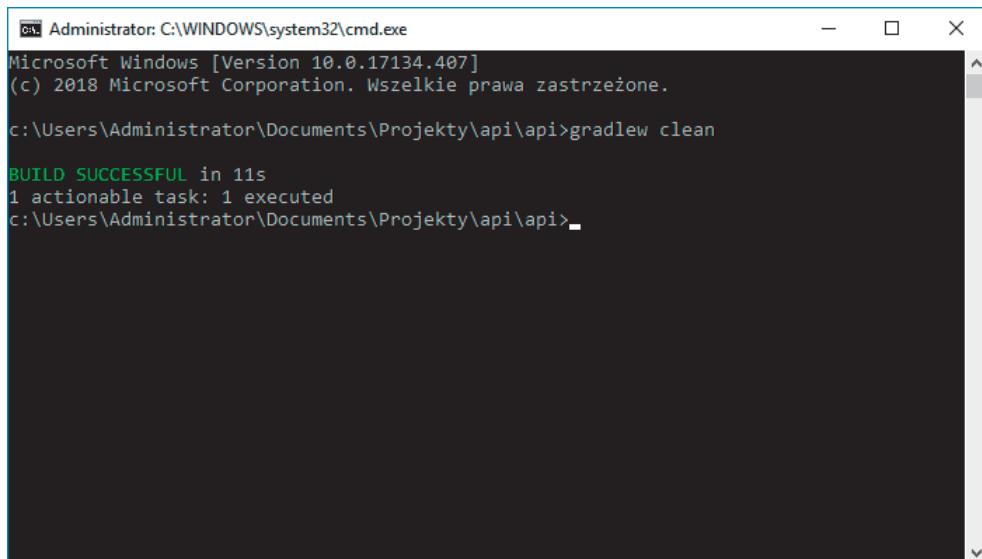 Administrator: C:\WINDOWS\system32\cmd.exe
Microsoft Windows [Version 10.0.17134.407]
(c) 2018 Microsoft Corporation. Wszelkie prawa zastrzeżone.
c:\Users\Administrator\Documents\Projekty\api\api>gradlew clean
BUILD SUCCESSFUL in 11s
1 actionable task: 1 executed
c:\Users\Administrator\Documents\Projekty\api\api>